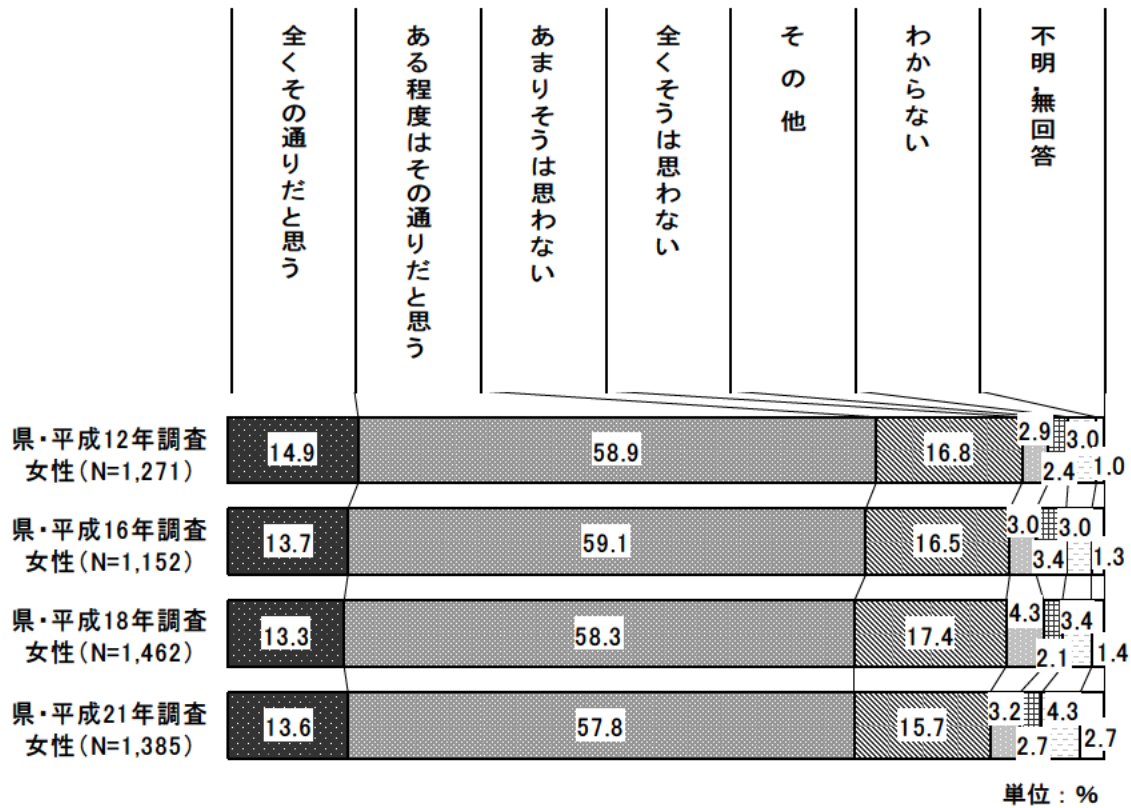 全くその通りだと思う
ある程度はその通りだと思う
あまりそうは思わない
全くそうは思わない
その他
わからない
不明・無回答
県・平成12年調査
女性(N=1,271)
14.9
58.9
16.8
2.9
2.4
3.0
1.0
県・平成16年調査
女性(N=1,152)
13.7
59.1
16.5
3.0
3.4
3.0
1.3
県・平成18年調査
女性(N=1,462)
13.3
58.3
17.4
4.3
2.1
3.4
1.4
県・平成21年調査
女性(N=1,385)
13.6
57.8
15.7
3.2
2.7
4.3
2.7
単位:%